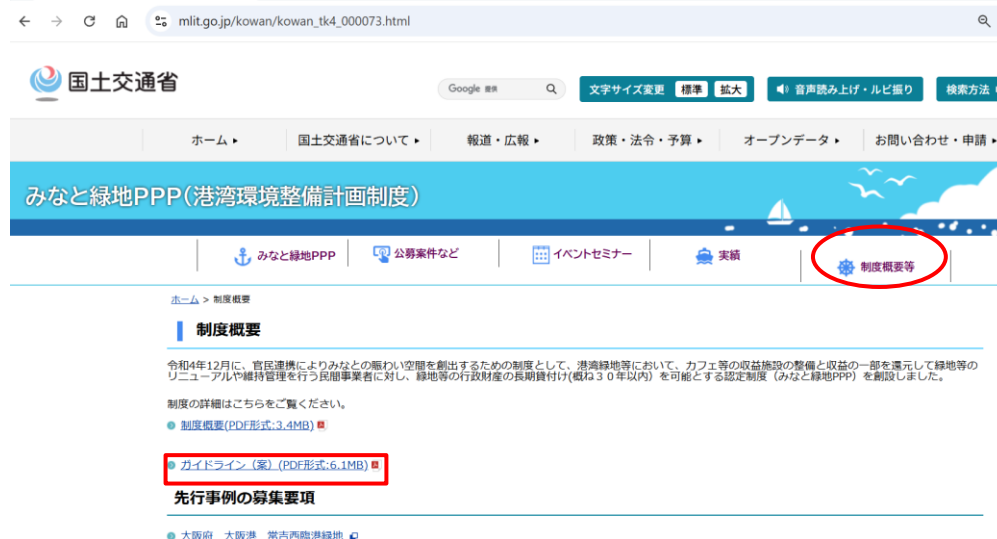 mlit.go.jp/kowan/kowan_tk4_000073.html
国土交通省
Google 提供
文字サイズ変更 標準 拡大
音声読み上げ・ルビ振り
検索方法
ホーム
国土交通省について
報道・広報
政策・法令・予算
オープンデータ
お問い合わせ・申請
みなと緑地PPP(港湾環境整備計画制度)
みなと緑地PPP
公募案件など
イベントセミナー
実績
制度概要等
ホーム > 制度概要
制度概要
令和4年12月に、官民連携によりみなとの賑わい空間を創出するための制度として、港湾緑地等において、カフェ等の収益施設の整備と収益の一部を還元して緑地等の
リニューアルや維持管理を行う民間事業者に対し、緑地等の行政財産の長期貸付け(概ね３０年以内）を可能とする認定制度（みなと緑地PPP）を創設しました。
制度の詳細はこちらをご覧ください。
制度概要(PDF形式:3.4MB)
ガイドライン（案）(PDF形式:6.1MB)
先行事例の募集要項
大阪府 大阪港 常吉西臨港緑地